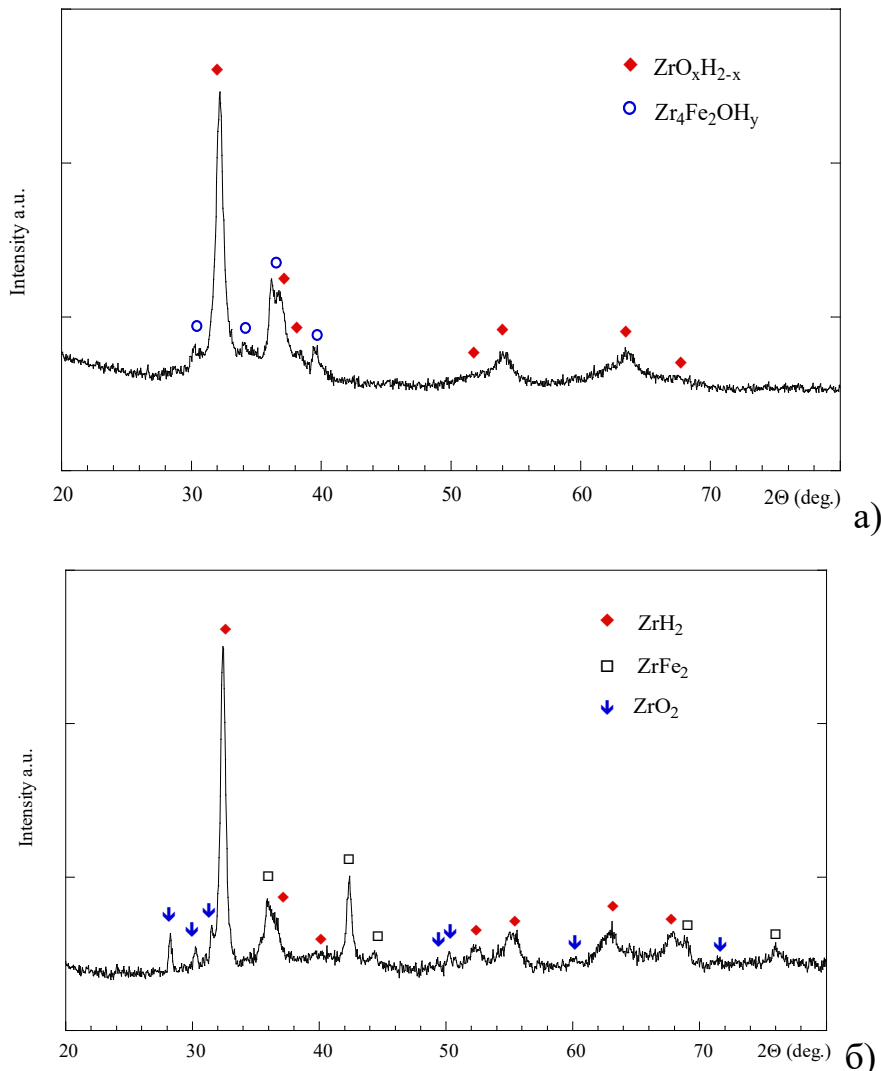 ZrOₓH₂₋ₓ
Zr₄Fe₂OHᵧ
Intensity a.u.
20 30 40 50 60 70 2Θ (deg.)
а)
ZrH₂
ZrFe₂
ZrO₂
Intensity a.u.
20 30 40 50 60 70 2Θ (deg.)
б)